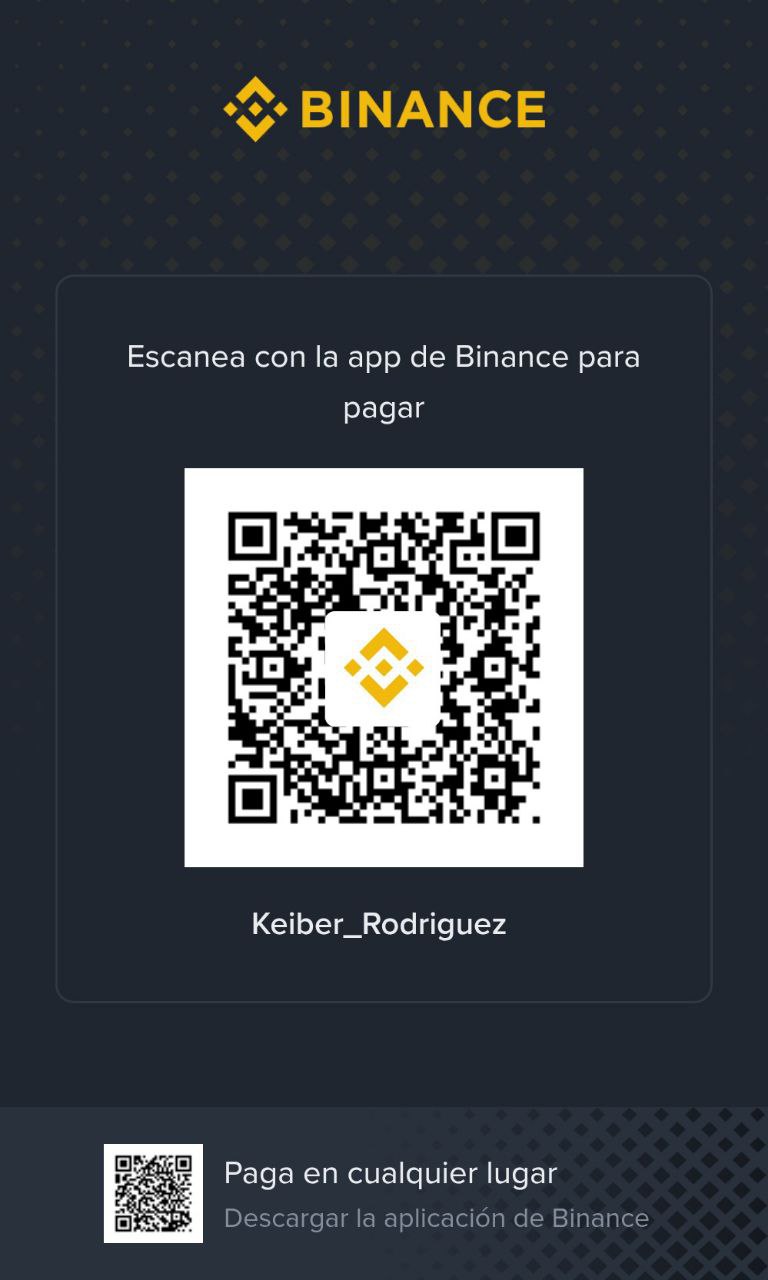 BINANCE
Escanea con la app de Binance para
pagar
Keiber_Rodriguez
Paga en cualquier lugar
Descargar la aplicación de Binance